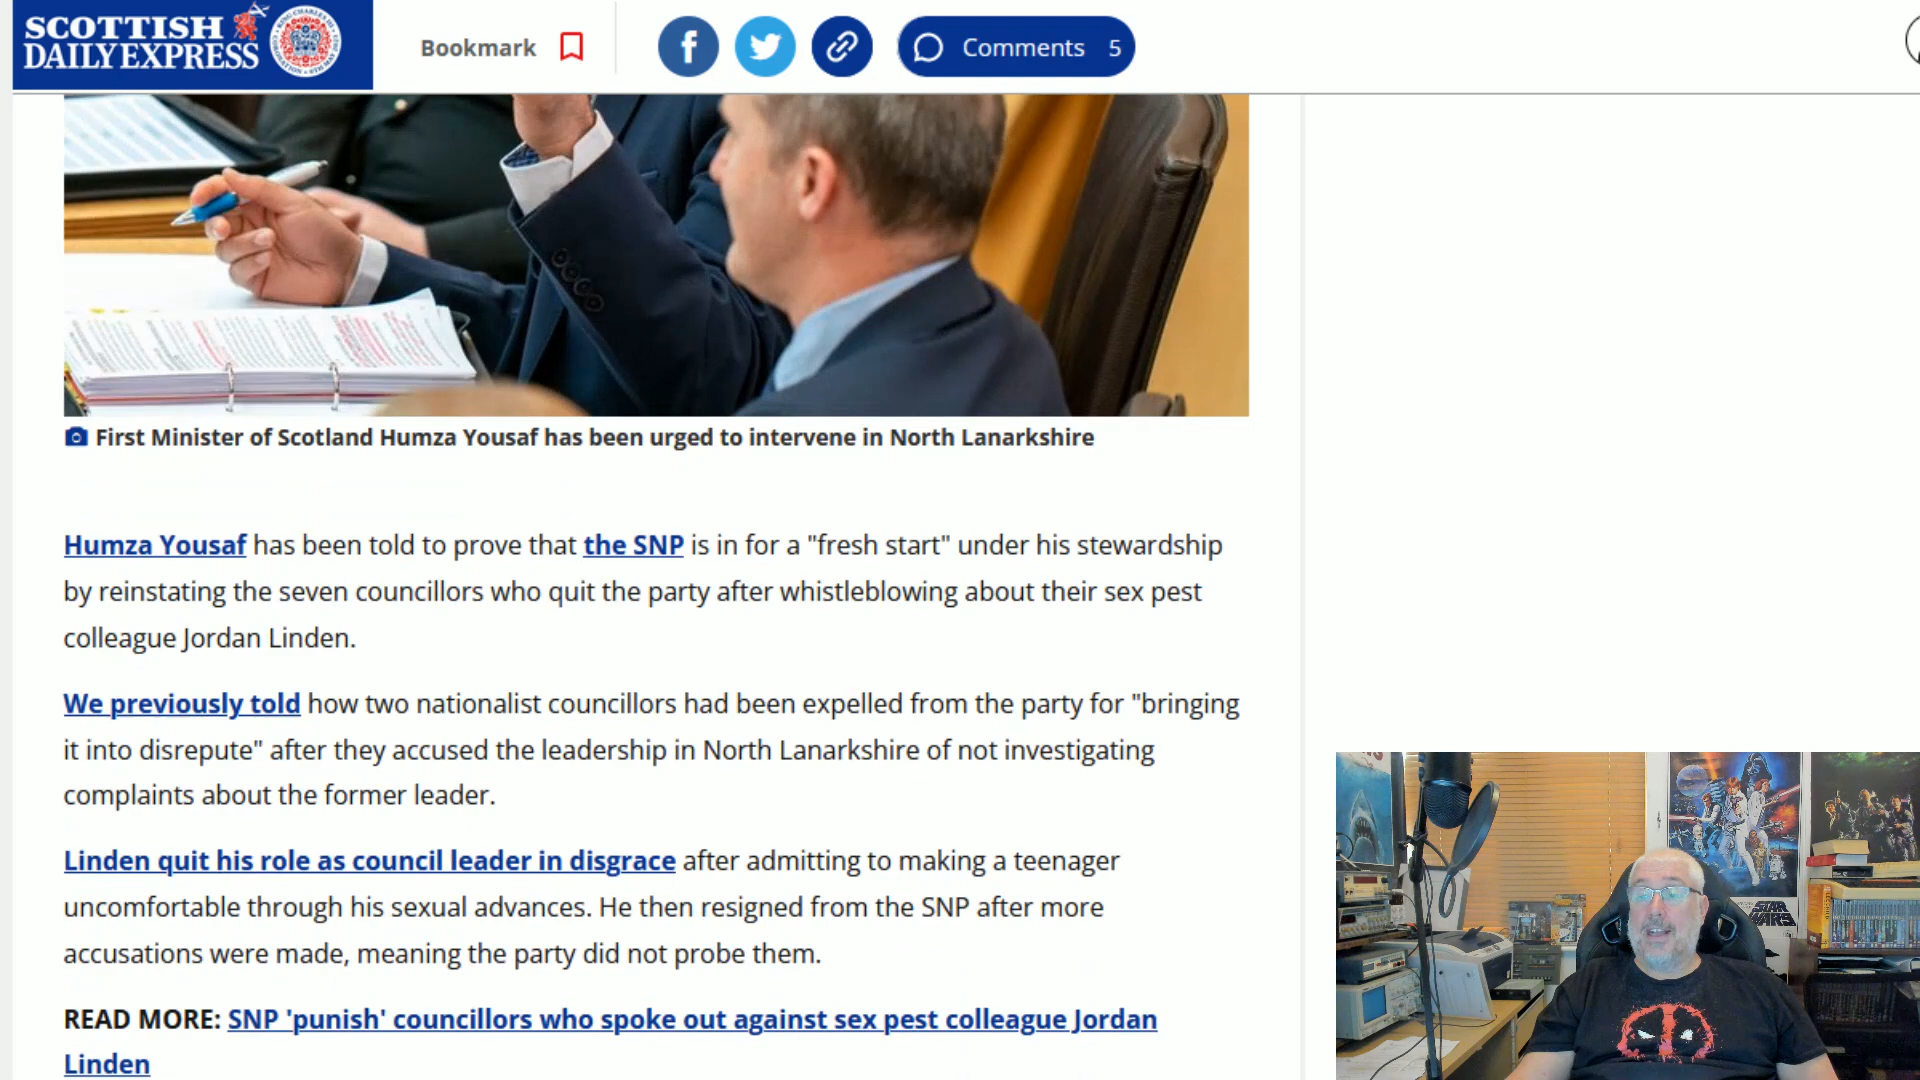 SCOTTISH
DAILY EXPRESS
Bookmark
Comments 5
First Minister of Scotland Humza Yousaf has been urged to intervene in North Lanarkshire
Humza Yousaf has been told to prove that the SNP is in for a "fresh start" under his stewardship
by reinstating the seven councillors who quit the party after whistleblowing about their sex pest
colleague Jordan Linden.
We previously told how two nationalist councillors had been expelled from the party for "bringing
it into disrepute" after they accused the leadership in North Lanarkshire of not investigating
complaints about the former leader.
Linden quit his role as council leader in disgrace after admitting to making a teenager
uncomfortable through his sexual advances. He then resigned from the SNP after more
accusations were made, meaning the party did not probe them.
READ MORE: SNP 'punish' councillors who spoke out against sex pest colleague Jordan
Linden
STAR
WARS